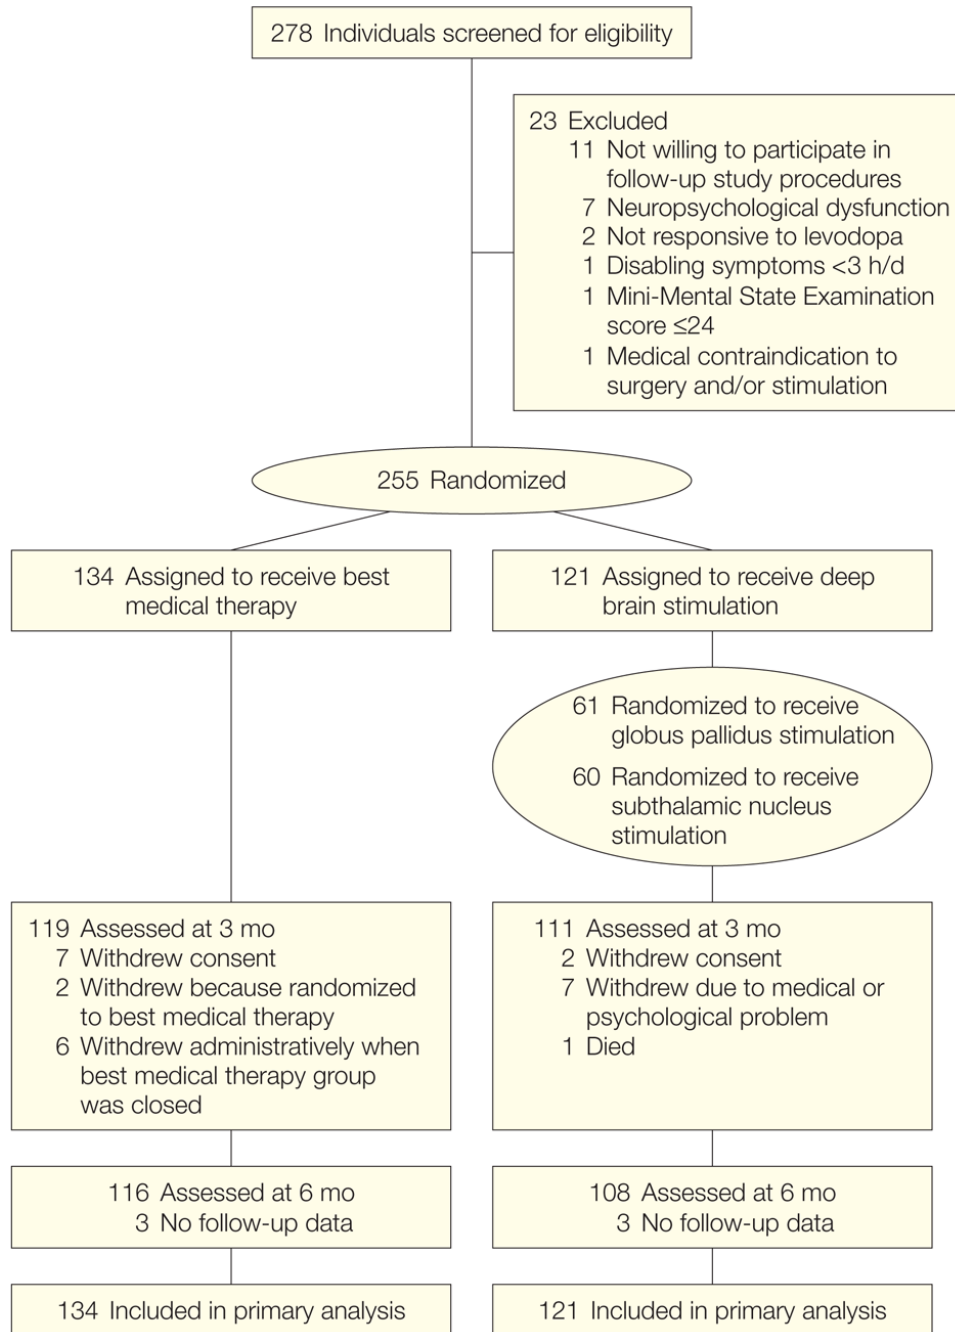 278 Individuals screened for eligibility
23 Excluded
11 Not willing to participate in
follow-up study procedures
7 Neuropsychological dysfunction
2 Not responsive to levodopa
1 Disabling symptoms <3 h/d
1 Mini-Mental State Examination
score ≤24
1 Medical contraindication to
surgery and/or stimulation
255 Randomized
134 Assigned to receive best
medical therapy
121 Assigned to receive deep
brain stimulation
61 Randomized to receive
globus pallidus stimulation
60 Randomized to receive
subthalamic nucleus
stimulation
119 Assessed at 3 mo
7 Withdrew consent
2 Withdrew because randomized
to best medical therapy
6 Withdrew administratively when
best medical therapy group
was closed
111 Assessed at 3 mo
2 Withdrew consent
7 Withdrew due to medical or
psychological problem
1 Died
116 Assessed at 6 mo
3 No follow-up data
108 Assessed at 6 mo
3 No follow-up data
134 Included in primary analysis
121 Included in primary analysis